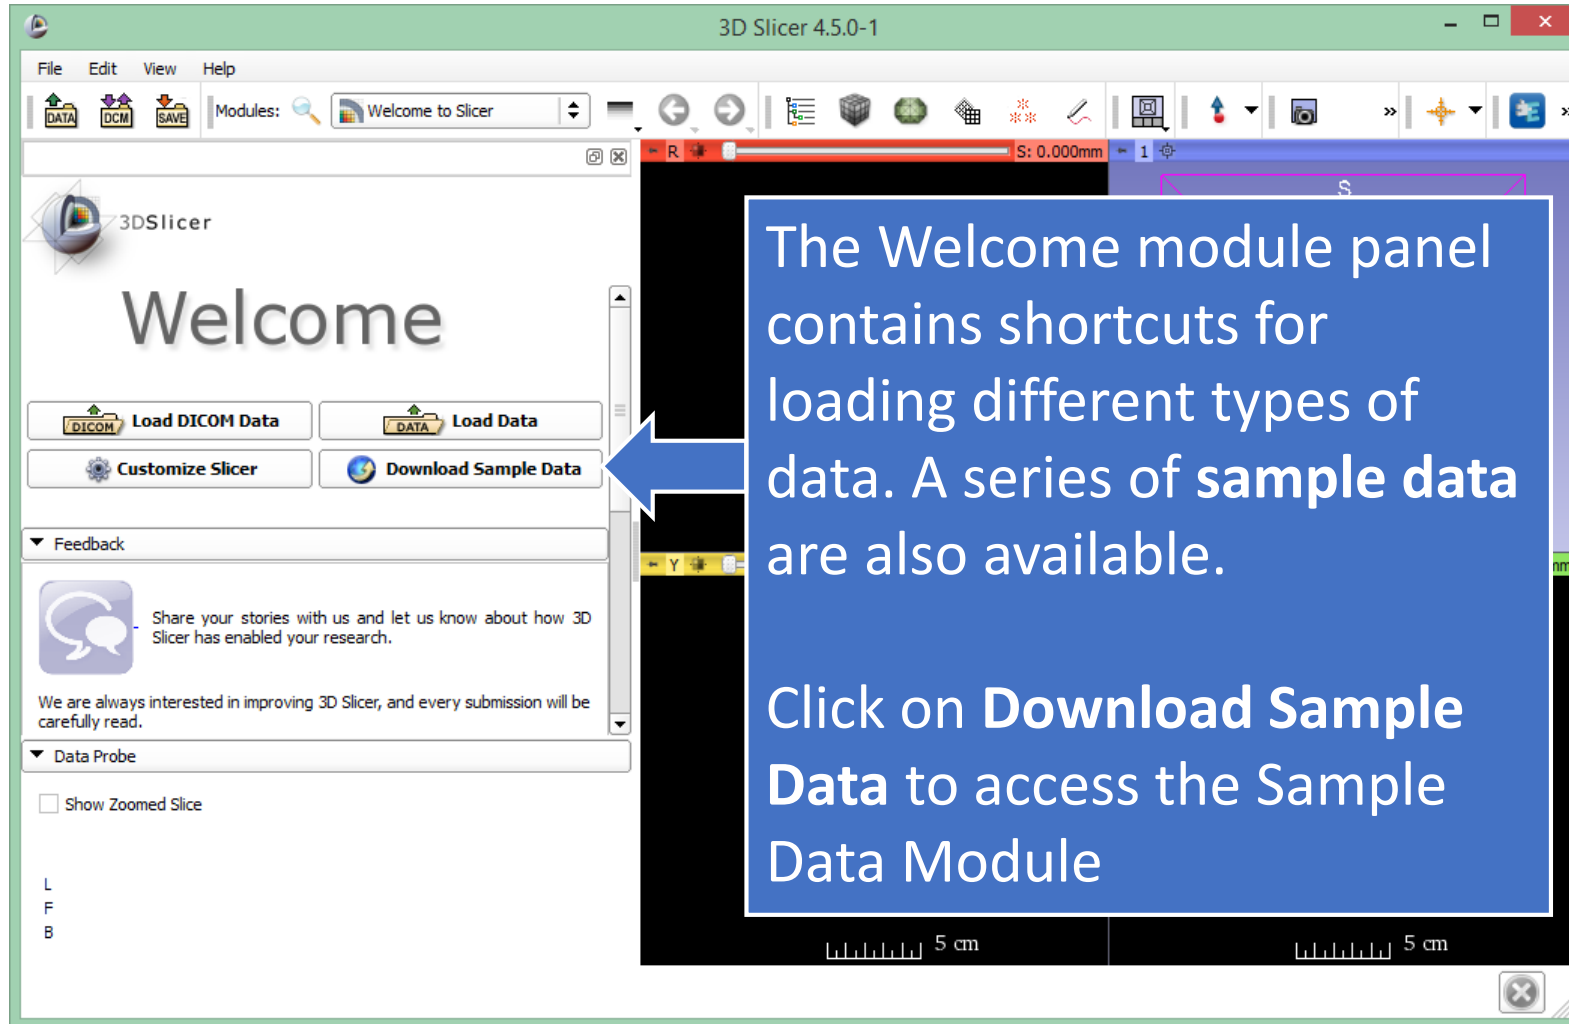 3D Slicer 4.5.0-1
File Edit View Help
DATA DCM SAVE Modules: Welcome to Slicer
R S: 0.000mm 1
S
3DSlicer
Welcome
DICOM Load DICOM Data DATA Load Data
Customize Slicer Download Sample Data
Feedback
Share your stories with us and let us know about how 3D
Slicer has enabled your research.
We are always interested in improving 3D Slicer, and every submission will be
carefully read.
Data Probe
Show Zoomed Slice
L
F
B
Y
mm
The Welcome module panel
contains shortcuts for
loading different types of
data. A series of sample data
are also available.
Click on Download Sample
Data to access the Sample
Data Module
5 cm 5 cm